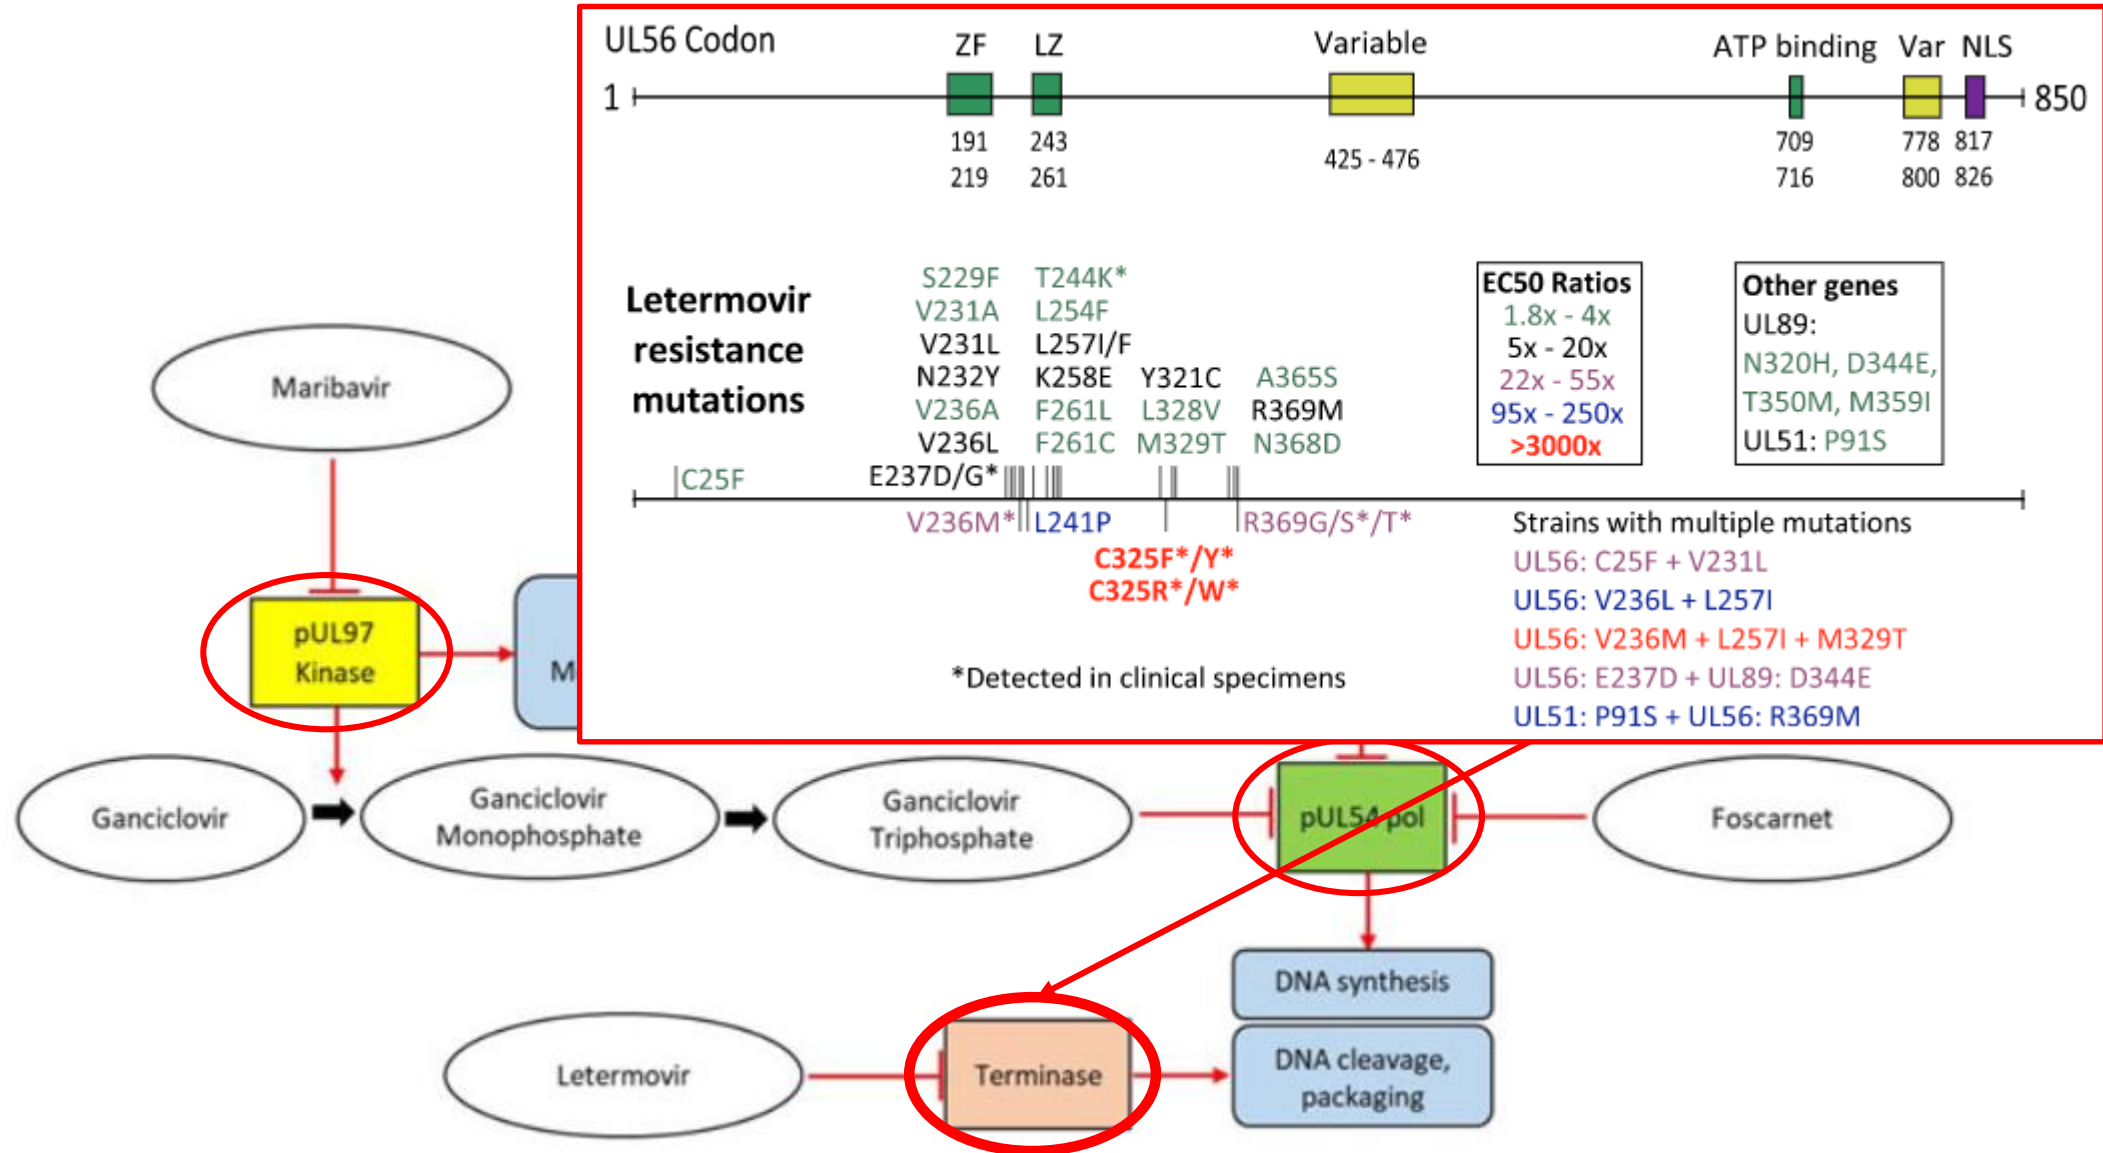 UL56 Codon
ZF
LZ
Variable
ATP binding
Var
NLS
1
850
191
219
243
261
425 - 476
709
716
778
800
817
826
Letermovir
resistance
mutations
S229F
V231A
V231L
N232Y
V236A
V236L
E237D/G*
T244K*
L254F
L257I/F
K258E
F261L
F261C
Y321C
L328V
M329T
A365S
R369M
N368D
C25F
V236M*
L241P
R369G/S*/T*
C325F*/Y*
C325R*/W*
*Detected in clinical specimens
EC50 Ratios
1.8x - 4x
5x - 20x
22x - 55x
95x - 250x
>3000x
Other genes
UL89:
N320H, D344E,
T350M, M359I
UL51: P91S
Strains with multiple mutations
UL56: C25F + V231L
UL56: V236L + L257I
UL56: V236M + L257I + M329T
UL56: E237D + UL89: D344E
UL51: P91S + UL56: R369M
Maribavir
pUL97
Kinase
Ganciclovir
Ganciclovir
Monophosphate
Ganciclovir
Triphosphate
pUL54 pol
Foscarnet
DNA synthesis
DNA cleavage,
packaging
Letermovir
Terminase